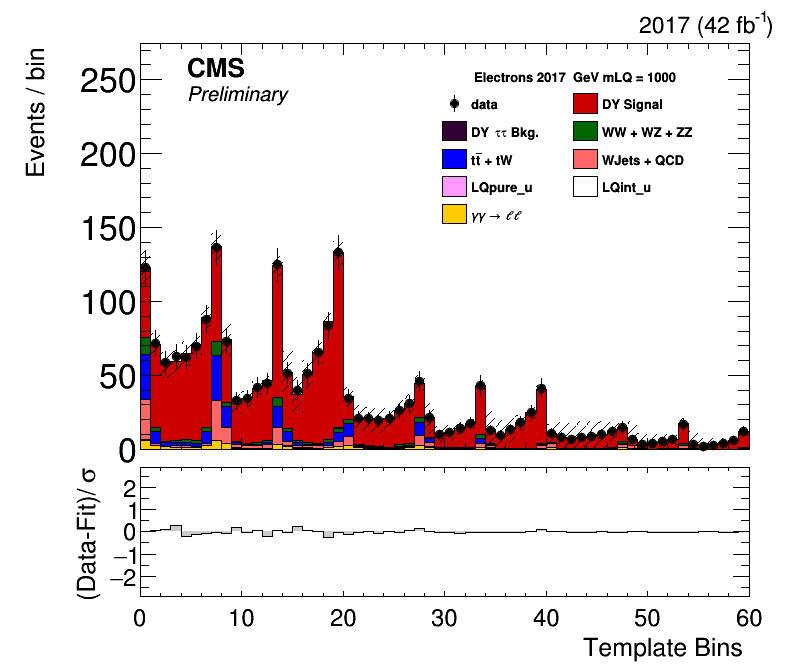 2017 (42 fb⁻¹)
Events / bin
CMS
Preliminary
Electrons 2017 GeV mLQ = 1000
data
DY Signal
DY ττ Bkg.
WW + WZ + ZZ
tt̄ + tW
WJets + QCD
LQpure_u
LQint_u
γγ → ℓℓ
250
200
150
100
50
0
(Data-Fit)/ σ
2
1
0
−1
−2
0 10 20 30 40 50 60
Template Bins